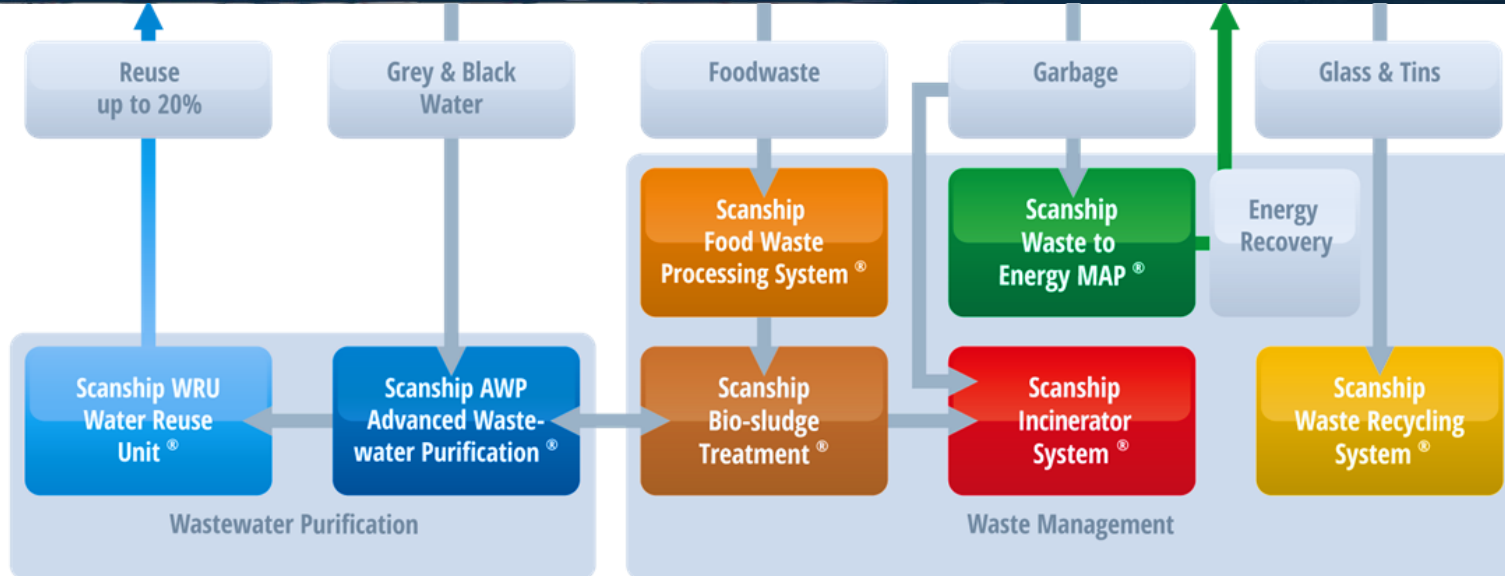 Reuse
up to 20%
Grey & Black
Water
Foodwaste
Garbage
Glass & Tins
Scanship
Food Waste
Processing System ®
Scanship
Waste to
Energy MAP ®
Energy
Recovery
Scanship WRU
Water Reuse
Unit ®
Scanship AWP
Advanced Waste-
water Purification ®
Scanship
Bio-sludge
Treatment ®
Scanship
Incinerator
System ®
Scanship
Waste Recycling
System ®
Wastewater Purification
Waste Management